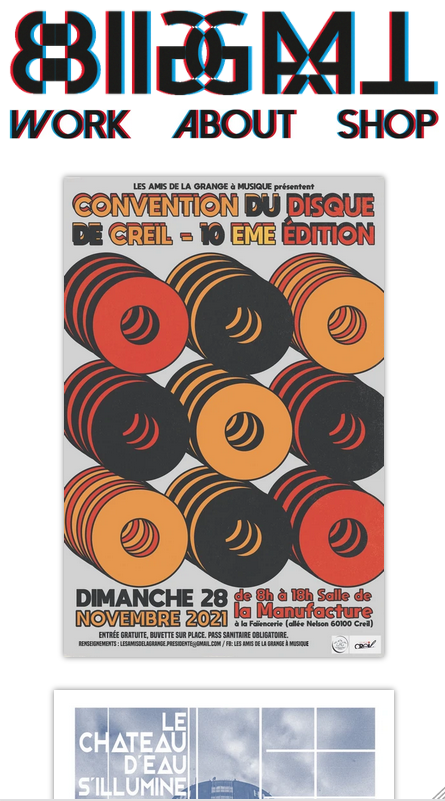 WORK ABOUT SHOP
LES AMIS DE LA GRANGE à MUSIQUE présentent
CONVENTION DU DISQUE
DE CREIL - 10 EME ÉDITION
DIMANCHE 28
NOVEMBRE 2021
de 8h à 18h Salle de
la Manufacture
à la Faïencerie (allée Nelson 60100 Creil)
ENTRÉE GRATUITE, BUVETTE SUR PLACE. PASS SANITAIRE OBLIGATOIRE.
RENSEIGNEMENTS : LESAMISDELAGRANGE.PRESIDENTE@GMAIL.COM / FB: LES AMIS DE LA GRANGE À MUSIQUE
CREIL
LE
CHATEAU
D'EAU
S'ILLUMINE